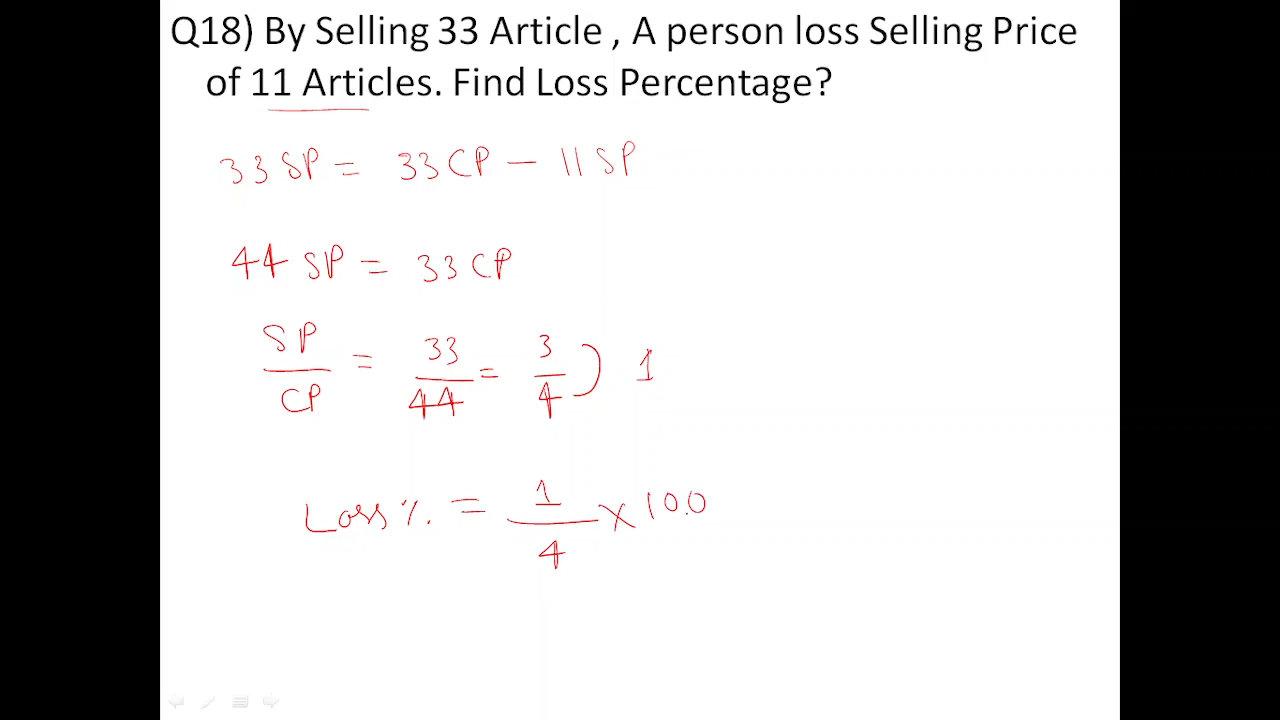 Q18) By Selling 33 Article , A person loss Selling Price
of 11 Articles. Find Loss Percentage?
33 SP = 33 CP - 11 SP
44 SP = 33 CP
SP/CP = 33/44 = 3/4 ) 1
Loss % = 1/4 × 100